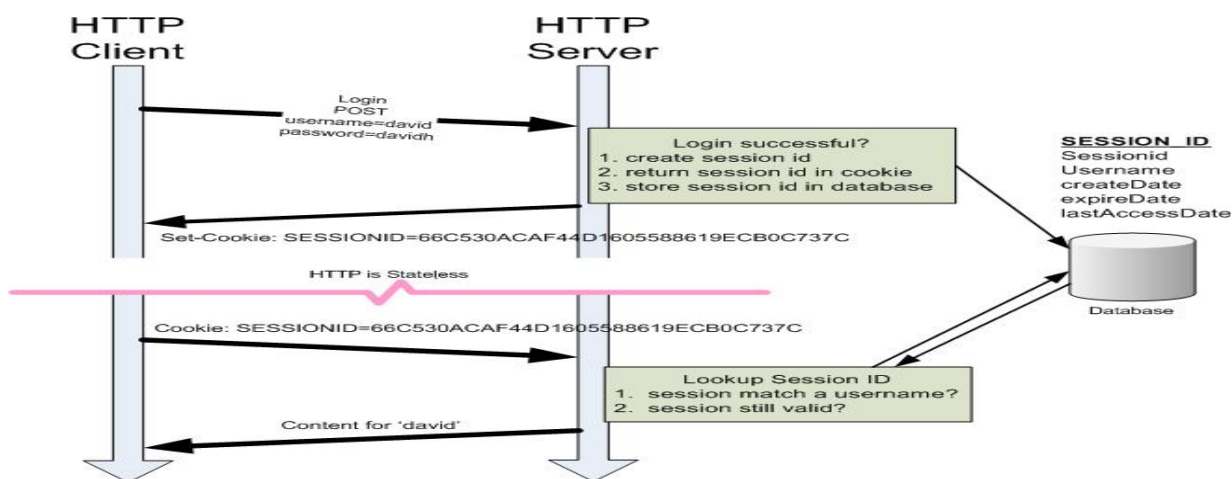 HTTP
Client
HTTP
Server
Login
POST
username=david
password=davidh
Login successful?
1. create session id
2. return session id in cookie
3. store session id in database
SESSION_ID
Sessionid
Username
createDate
expireDate
lastAccessDate
Set-Cookie: SESSIONID=66C530ACAF44D1605588619ECB0C737C
HTTP is Stateless
Database
Cookie: SESSIONID=66C530ACAF44D1605588619ECB0C737C
Lookup Session ID
1. session match a username?
2. session still valid?
Content for ‘david’